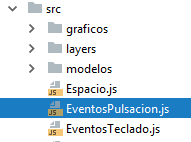 src
graficos
layers
modelos
Espacio.js
EventosPulsacion.js
EventosTeclado.js